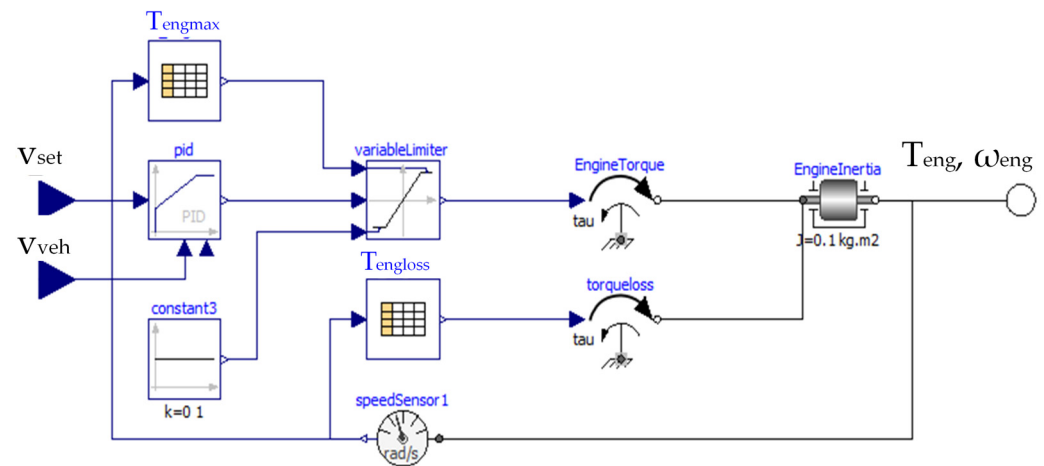 Tengmax
vset
pid
PID
variableLimiter
EngineTorque
tau
EngineInertia
J=0.1 kg.m2
Teng, ωeng
vveh
Tengloss
torqueloss
tau
constant3
k=0 1
speedSensor1
rad/s